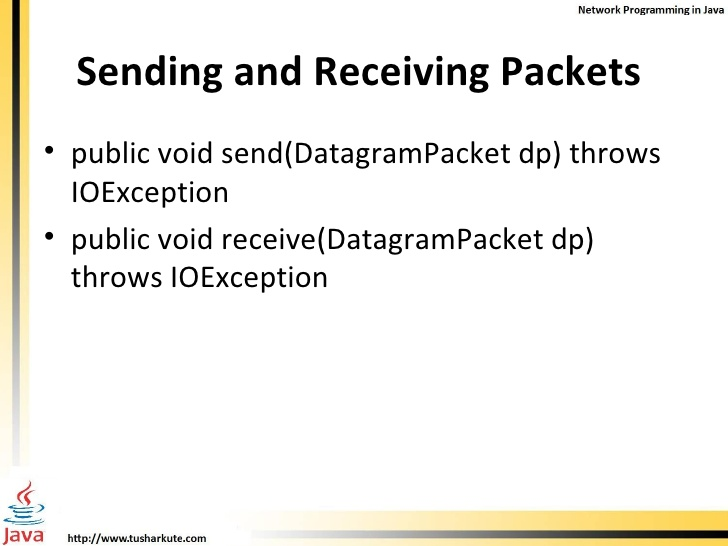 Network Programming in Java
Sending and Receiving Packets
• public void send(DatagramPacket dp) throws
IOException
• public void receive(DatagramPacket dp)
throws IOException
Java
http://www.tusharkute.com